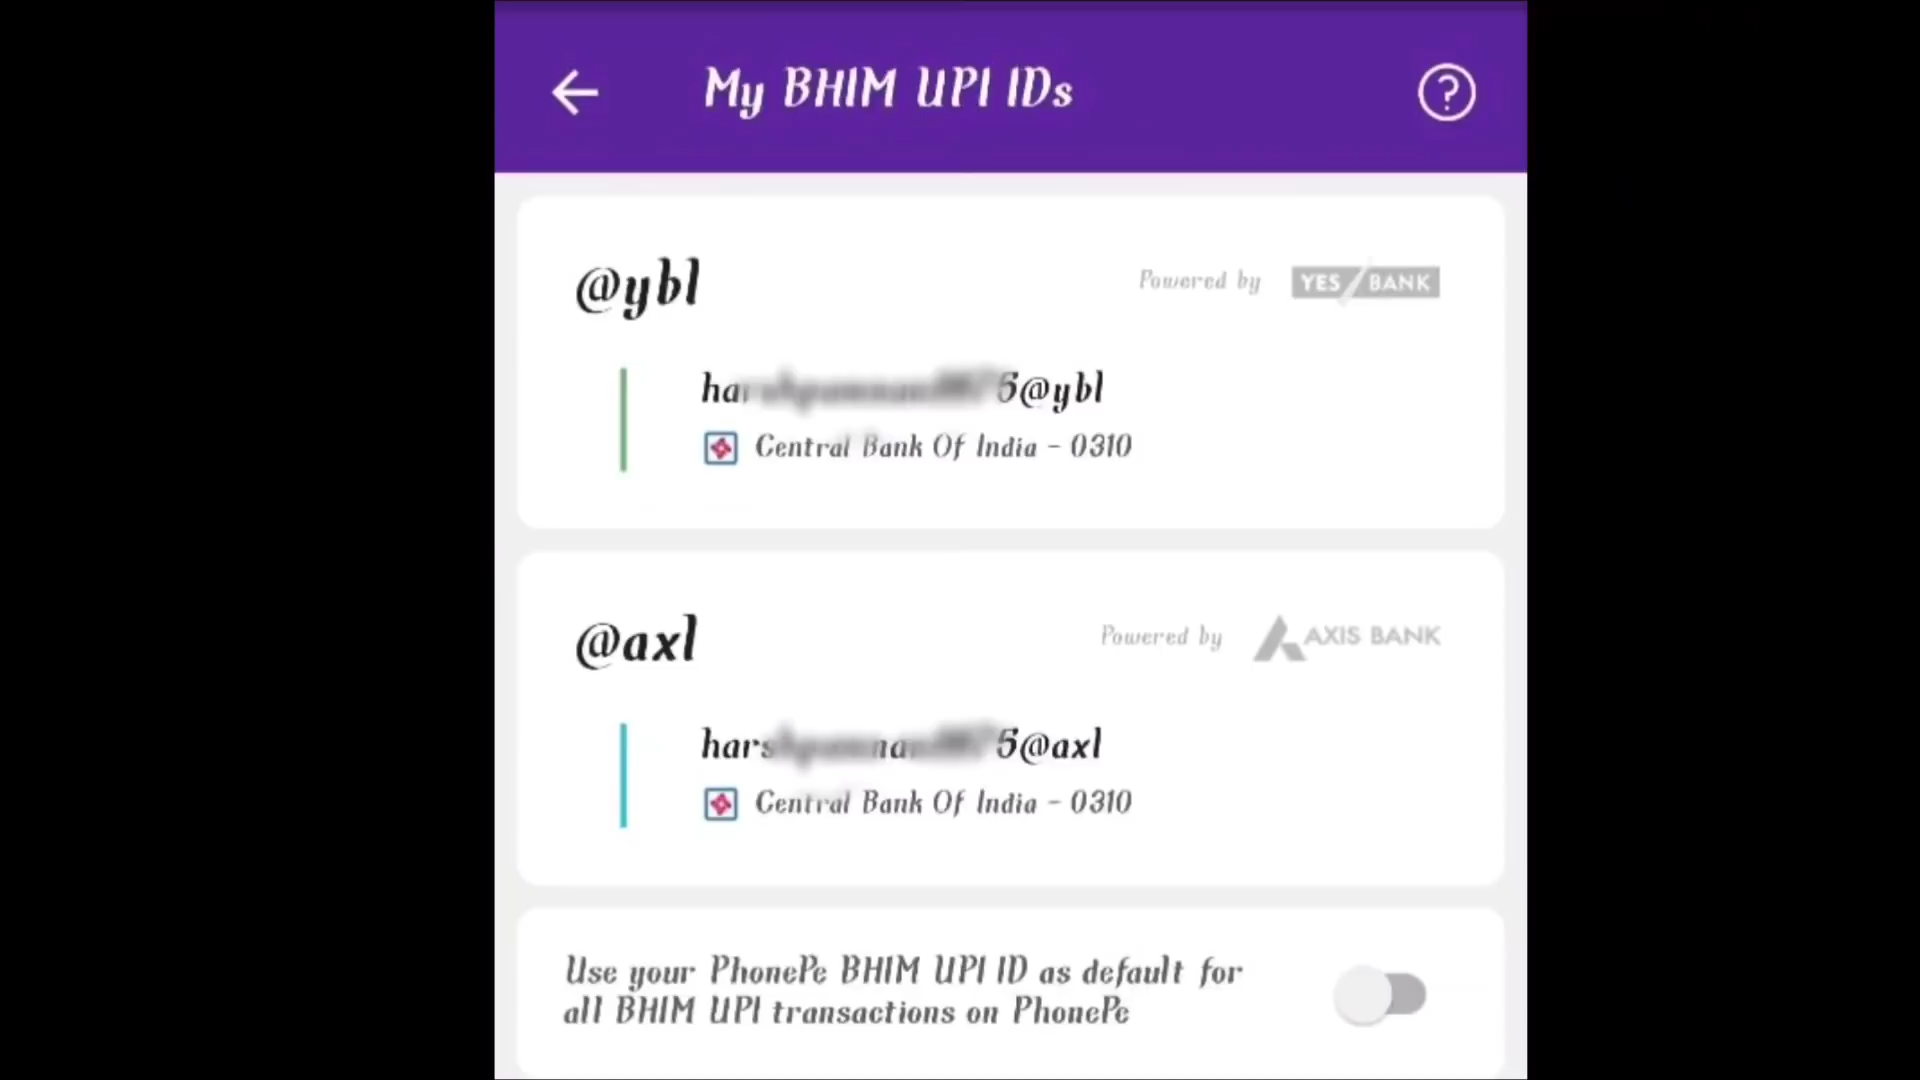 My BHIM UPI IDs
@ybl
Powered by YES BANK
5@ybl
Central Bank Of India - 0310
@axl
Powered by AXIS BANK
5@axl
Central Bank Of India - 0310
Use your PhonePe BHIM UPI ID as default for
all BHIM UPI transactions on PhonePe